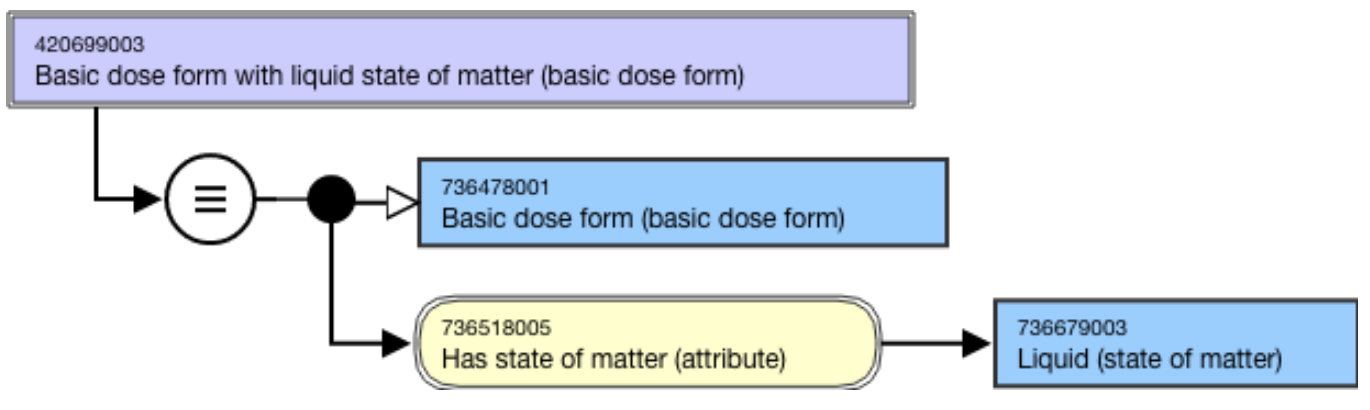 420699003
Basic dose form with liquid state of matter (basic dose form)
736478001
Basic dose form (basic dose form)
736518005
Has state of matter (attribute)
736679003
Liquid (state of matter)